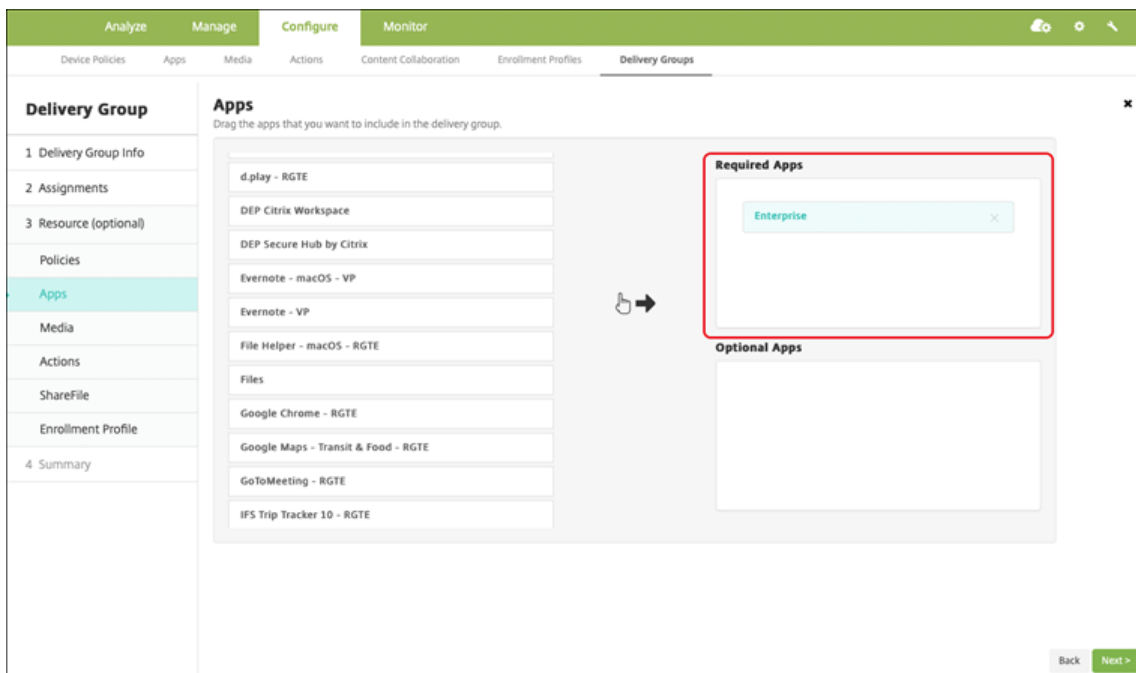 Analyze Manage Configure Monitor
Device Policies Apps Media Actions Content Collaboration Enrollment Profiles Delivery Groups
Delivery Group
1 Delivery Group Info
2 Assignments
3 Resource (optional)
Policies
Apps
Media
Actions
ShareFile
Enrollment Profile
4 Summary
Apps
Drag the apps that you want to include in the delivery group.
d.play - RGTE
DEP Citrix Workspace
DEP Secure Hub by Citrix
Evernote - macOS - VP
Evernote - VP
File Helper - macOS - RGTE
Files
Google Chrome - RGTE
Google Maps - Transit & Food - RGTE
GoToMeeting - RGTE
IFS Trip Tracker 10 - RGTE
Required Apps
Enterprise
Optional Apps
Back Next >